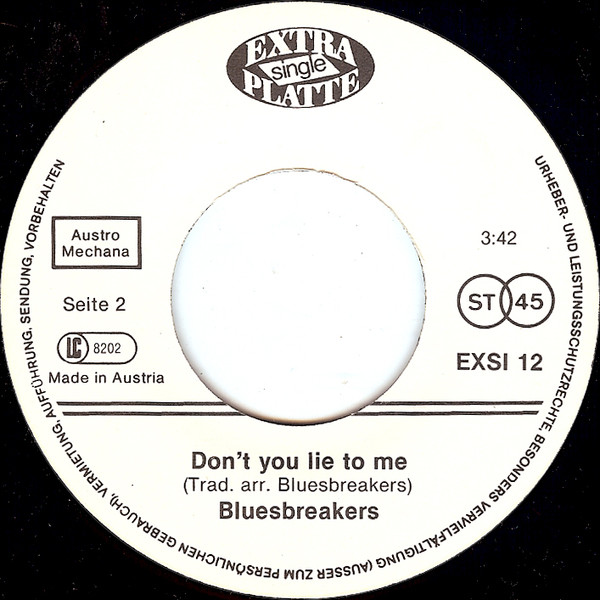 EXTRA
single
PLATTE
Austro
Mechana
3:42
Seite 2
ST 45
LC 8202
EXSI 12
Made in Austria
Don't you lie to me
(Trad. arr. Bluesbreakers)
Bluesbreakers
URHEBER- UND LEISTUNGSSCHUTZRECHTE, BESONDERS VERVIELFÄLTIGUNG (AUSSER ZUM PERSÖNLICHEN GEBRAUCH), VERMIETUNG, AUFFÜHRUNG, SENDUNG, VORBEHALTEN